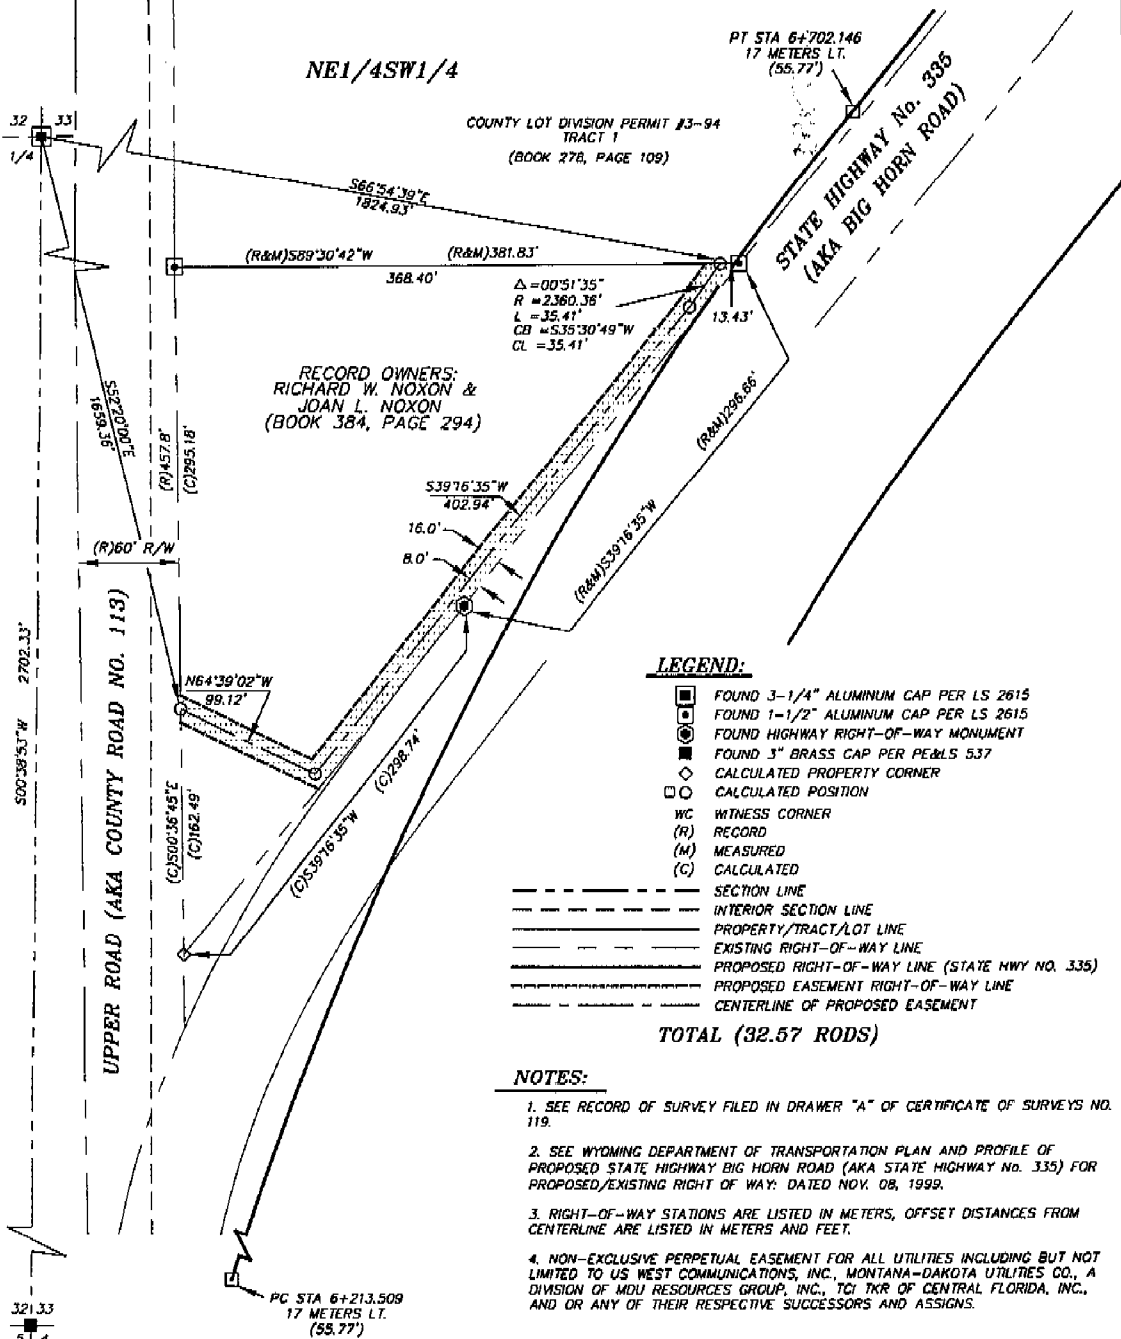 NE1/4SW1/4
PT STA 6+702.146
17 METERS LT.
(55.77')
COUNTY LOT DIVISION PERMIT #3-94
TRACT 1
(BOOK 278, PAGE 109)
STATE HIGHWAY No. 335
(AKA BIG HORN ROAD)
32 33
1/4
S66°54'39"E
1824.93'
(R&M)S89°30'42"W
(R&M)381.83'
368.40'
Δ =00°51'35"
R =2360.36'
L =35.41'
CB =S35°30'49"W
CL =35.41'
13.43'
RECORD OWNERS:
RICHARD W. NOXON &
JOAN L. NOXON
(BOOK 384, PAGE 294)
S52°20'00"E
1659.36'
(R)457.8'
(C)295.18'
(R&M)296.66'
(R&M)S39°16'35"W
S39°16'35"W
402.94'
16.0'
8.0'
(R)60' R/W
UPPER ROAD (AKA COUNTY ROAD NO. 113)
S00°38'53"W 2702.33'
N64°39'02"W
99.12'
(C)S00°36'45"E
(C)162.49'
(C)298.74'
(C)S39°16'35"W
LEGEND:
FOUND 3-1/4" ALUMINUM CAP PER LS 2615
FOUND 1-1/2" ALUMINUM CAP PER LS 2615
FOUND HIGHWAY RIGHT-OF-WAY MONUMENT
FOUND 3" BRASS CAP PER PE&LS 537
CALCULATED PROPERTY CORNER
CALCULATED POSITION
WC WITNESS CORNER
(R) RECORD
(M) MEASURED
(C) CALCULATED
SECTION LINE
INTERIOR SECTION LINE
PROPERTY/TRACT/LOT LINE
EXISTING RIGHT-OF-WAY LINE
PROPOSED RIGHT-OF-WAY LINE (STATE HWY NO. 335)
PROPOSED EASEMENT RIGHT-OF-WAY LINE
CENTERLINE OF PROPOSED EASEMENT
TOTAL (32.57 RODS)
NOTES:
1. SEE RECORD OF SURVEY FILED IN DRAWER "A" OF CERTIFICATE OF SURVEYS NO.
119.
2. SEE WYOMING DEPARTMENT OF TRANSPORTATION PLAN AND PROFILE OF
PROPOSED STATE HIGHWAY BIG HORN ROAD (AKA STATE HIGHWAY No. 335) FOR
PROPOSED/EXISTING RIGHT OF WAY: DATED NOV. 08, 1999.
3. RIGHT-OF-WAY STATIONS ARE LISTED IN METERS, OFFSET DISTANCES FROM
CENTERLINE ARE LISTED IN METERS AND FEET.
4. NON-EXCLUSIVE PERPETUAL EASEMENT FOR ALL UTILITIES INCLUDING BUT NOT
LIMITED TO US WEST COMMUNICATIONS, INC., MONTANA-DAKOTA UTILITIES CO., A
DIVISION OF MDU RESOURCES GROUP, INC., TCI TKR OF CENTRAL FLORIDA, INC.,
AND OR ANY OF THEIR RESPECTIVE SUCCESSORS AND ASSIGNS.
PC STA 6+213.509
17 METERS LT.
(55.77')
32 33
5 4